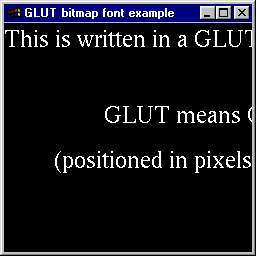 GLUT bitmap font example
This is written in a GLUT
GLUT means
(positioned in pixels